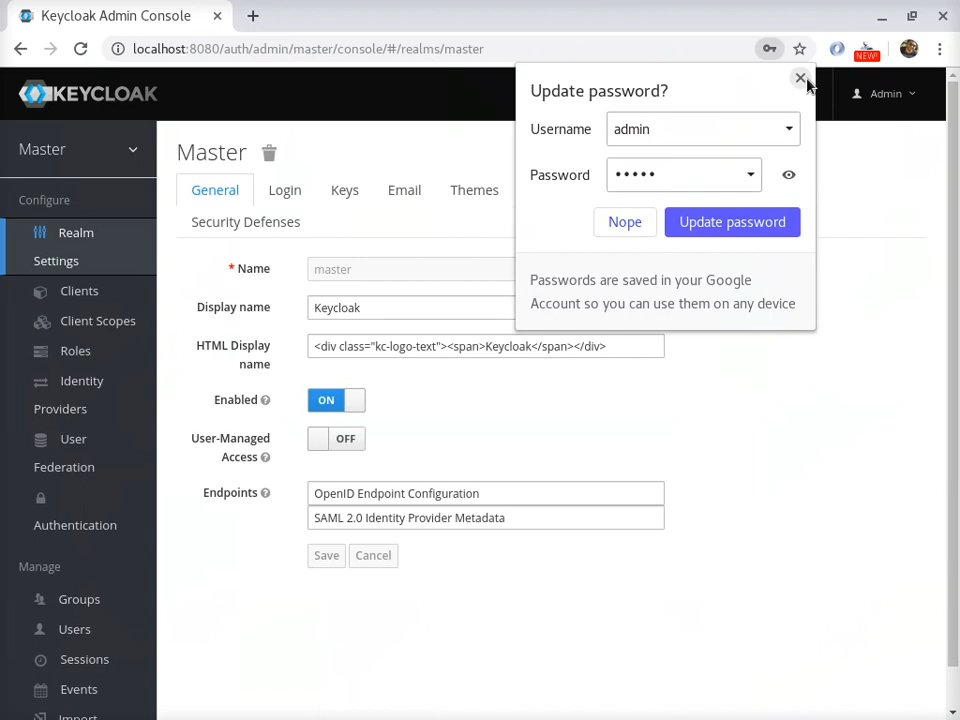 Keycloak Admin Console
localhost:8080/auth/admin/master/console/#/realms/master
NEW!
KEYCLOAK
Admin
Update password?
Username
admin
Password
•••••
Nope
Update password
Passwords are saved in your Google
Account so you can use them on any device
Master
Configure
Realm
Settings
Clients
Client Scopes
Roles
Identity
Providers
User
Federation
Authentication
Manage
Groups
Users
Sessions
Events
Import
Master
General
Login
Keys
Email
Themes
Security Defenses
* Name
master
Display name
Keycloak
HTML Display
name
<div class="kc-logo-text"><span>Keycloak</span></div>
Enabled
ON
User-Managed
Access
OFF
Endpoints
OpenID Endpoint Configuration
SAML 2.0 Identity Provider Metadata
Save
Cancel